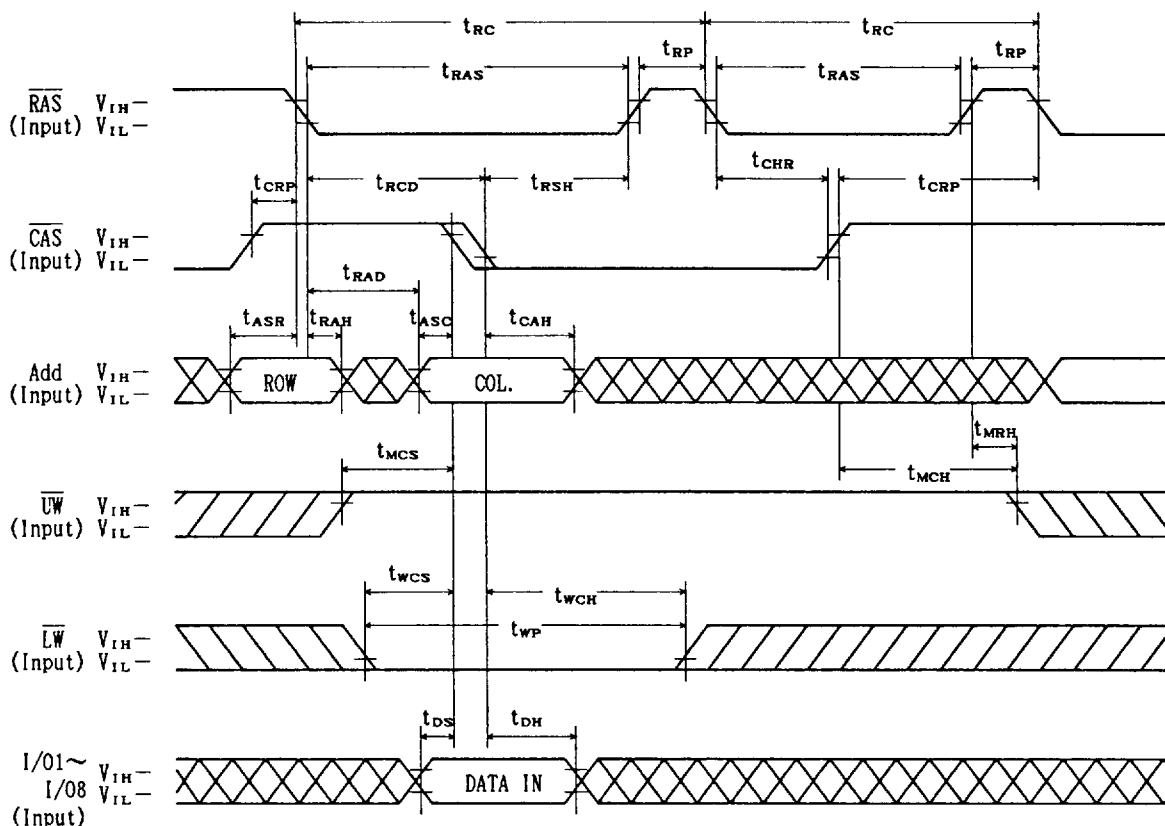 tRC tRC
tRP tRP
tRAS tRAS
RAS VIH
(Input) VIL
tCHR
tCRP tRCD tRSH tCRP
CAS VIH
(Input) VIL
tRAD
tASR tRAH tASC tCAH
Add VIH
(Input) VIL
ROW COL.
tMRH
tMCS tMCH
UW VIH
(Input) VIL
tWCS tWCH
tWP
LW VIH
(Input) VIL
tDS tDH
I/O1~ VIH
I/O8 VIL
(Input)
DATA IN